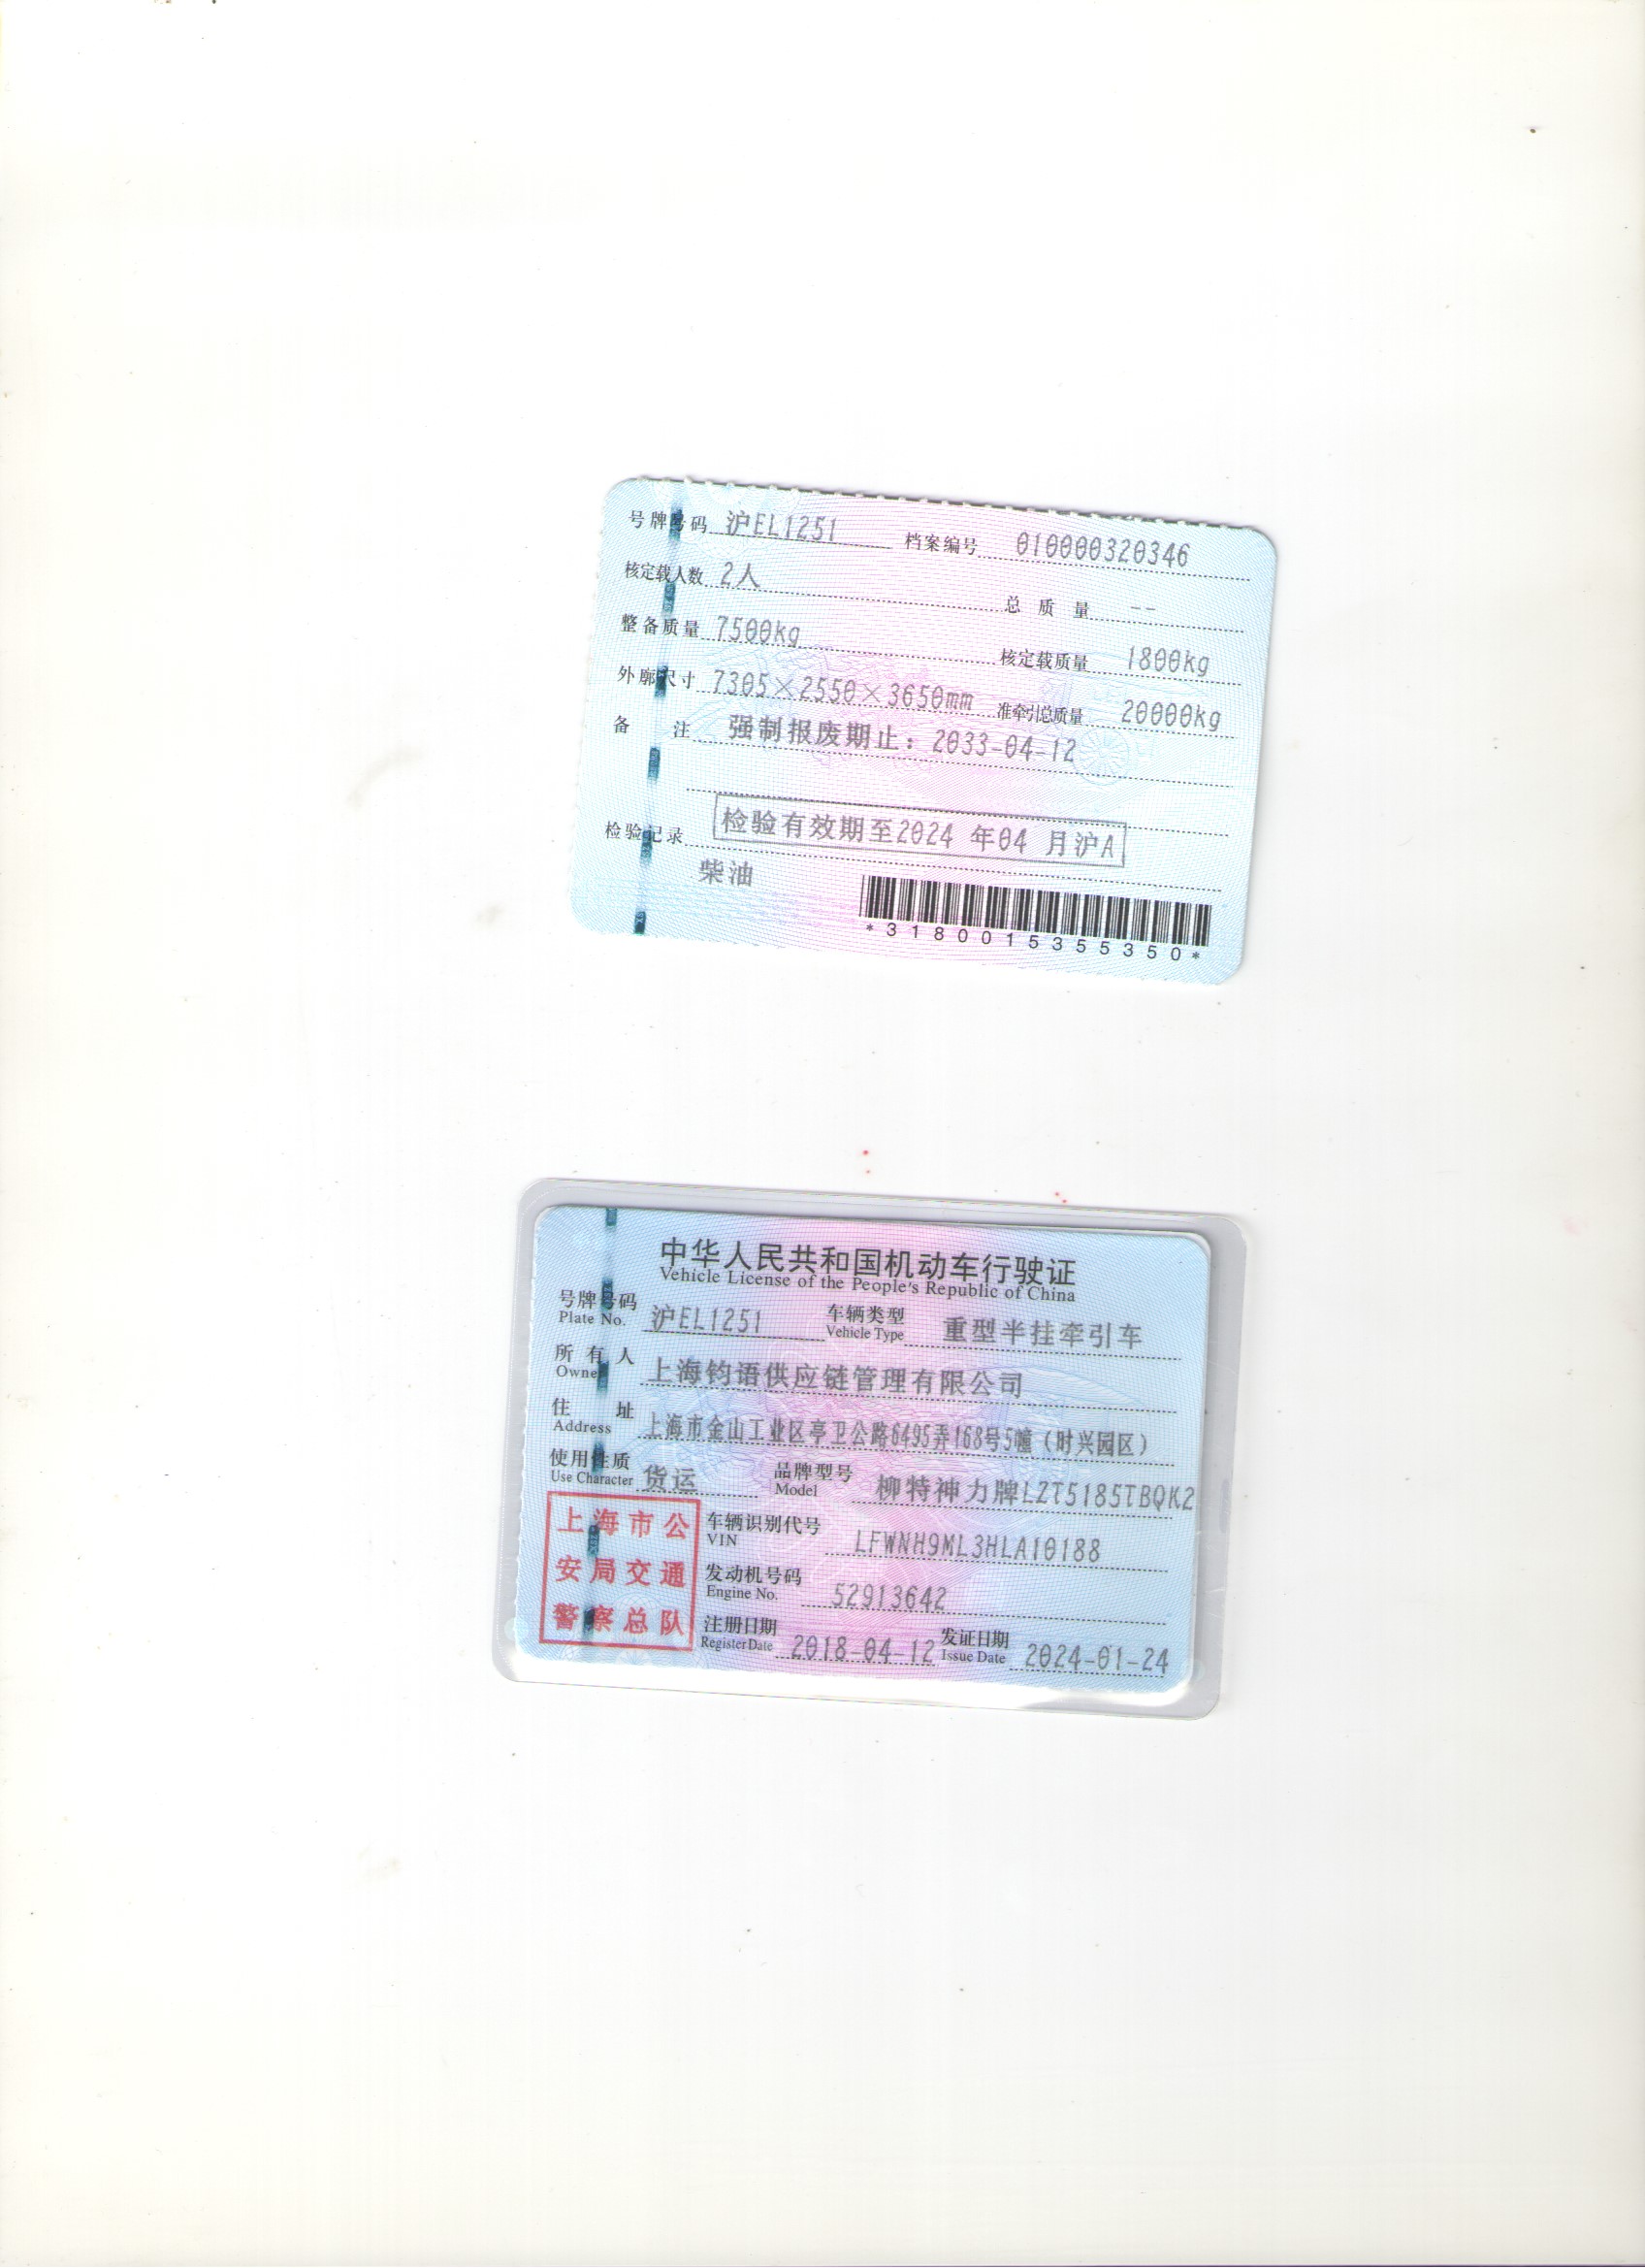 号牌号码 沪EL1251 档案编号 010000320346
核定载人数 2人 总质量 --
整备质量 7500kg 核定载质量 1800kg
外廓尺寸 7305×2550×3650mm 准牵引总质量 20000kg
备注 强制报废期止：2033-04-12
检验记录 检验有效期至2024 年04 月沪A
柴油
*3180015355350*
中华人民共和国机动车行驶证
Vehicle License of the People's Republic of China
号牌号码 沪EL1251 车辆类型 重型半挂牵引车
Plate No. Vehicle Type
所有人 上海钧语供应链管理有限公司
Owner
住址 上海市金山工业区亭卫公路6495弄168号5幢（时兴园区）
Address
使用性质 货运 品牌型号 柳特神力牌LZT5185TBQK2
Use Character Model
上海市公 车辆识别代号 LFWNH9ML3HLA10188
VIN
安局交通 发动机号码 52913642
Engine No.
警察总队 注册日期 2018-04-12 发证日期 2024-01-24
Register Date Issue Date